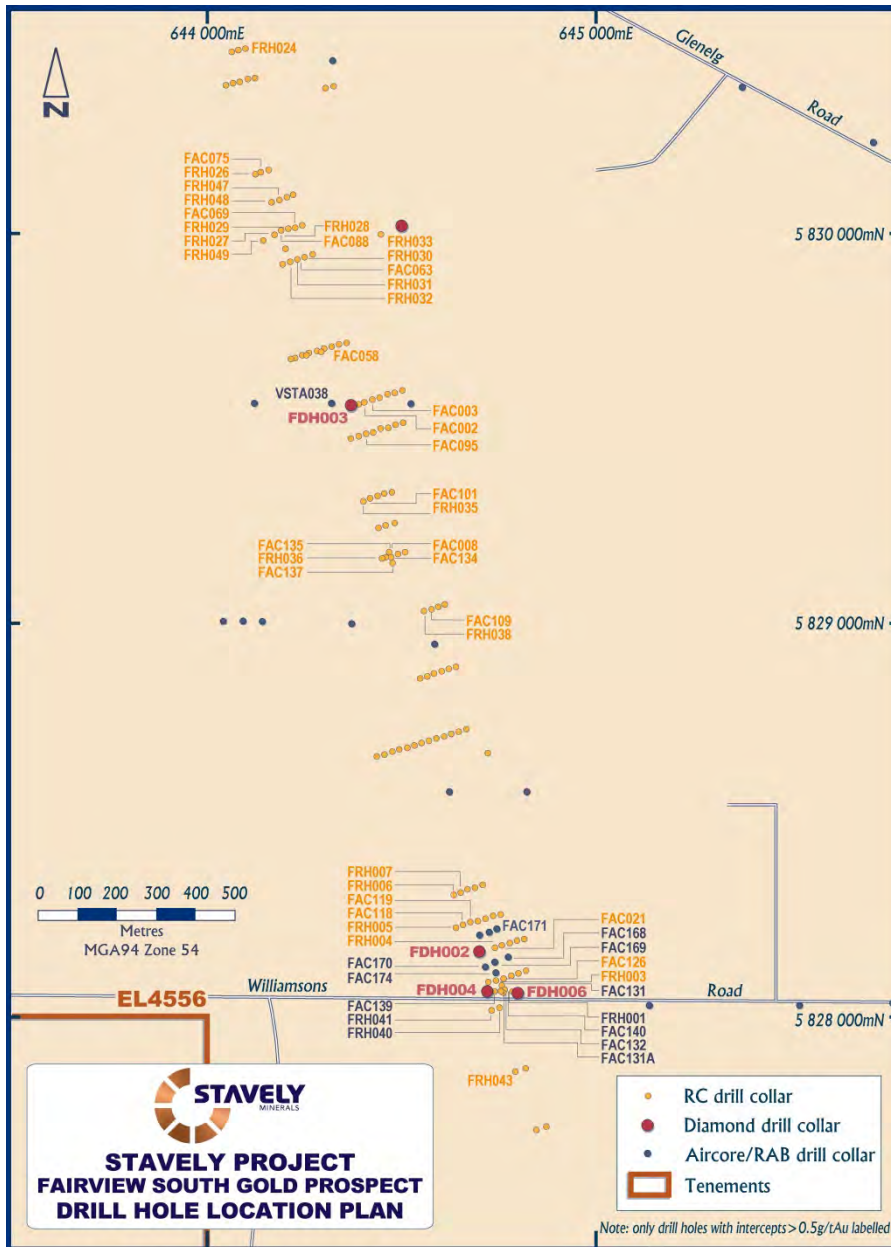 644 000mE
645 000mE
FRH024
Glenelg
Road
N
FAC075
FRH026
FRH047
FRH048
FAC069
FRH029
FRH027
FRH049
FRH028
FAC088
5 830 000mN
FRH033
FRH030
FAC063
FRH031
FRH032
FAC058
VSTA038
FDH003
FAC003
FAC002
FAC095
FAC101
FRH035
FAC135
FRH036
FAC137
FAC008
FAC134
FAC109
FRH038
5 829 000mN
FRH007
FRH006
FAC119
FAC118
FRH005
FRH004
FAC171
FAC021
FAC168
FAC169
FAC126
FRH003
FAC131
FDH002
FAC170
FAC174
FDH004
FDH006
0 100 200 300 400 500
Metres
MGA94 Zone 54
Williamsons
Road
EL4556
FAC139
FRH041
FRH040
FRH001
FAC140
FAC132
FAC131A
5 828 000mN
FRH043
STAVELY
MINERALS
STAVELY PROJECT
FAIRVIEW SOUTH GOLD PROSPECT
DRILL HOLE LOCATION PLAN
RC drill collar
Diamond drill collar
Aircore/RAB drill collar
Tenements
Note: only drill holes with intercepts > 0.5g/tAu labelled